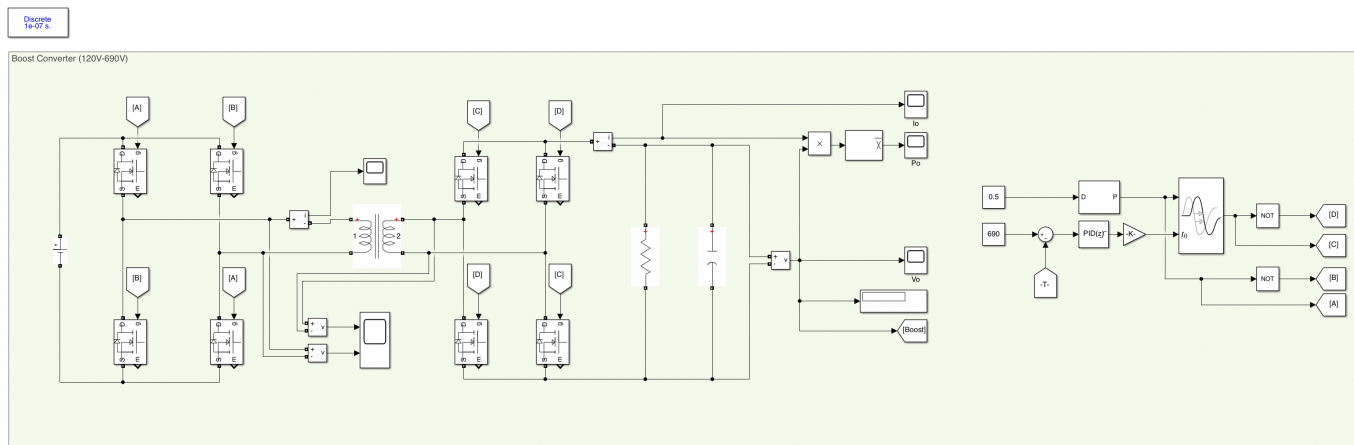 Discrete
1e-07 s.
Boost Converter (120V-690V)
[A]
[B]
[C]
[D]
Io
Po
×
i
+
-
1
2
[B]
[A]
[D]
[C]
+
-
v
+
-
v
+
-
v
Vo
[Boost]
0.5
D
P
690
+
-
PID(z)
-K-
-T-
NOT
[D]
[C]
NOT
[B]
[A]